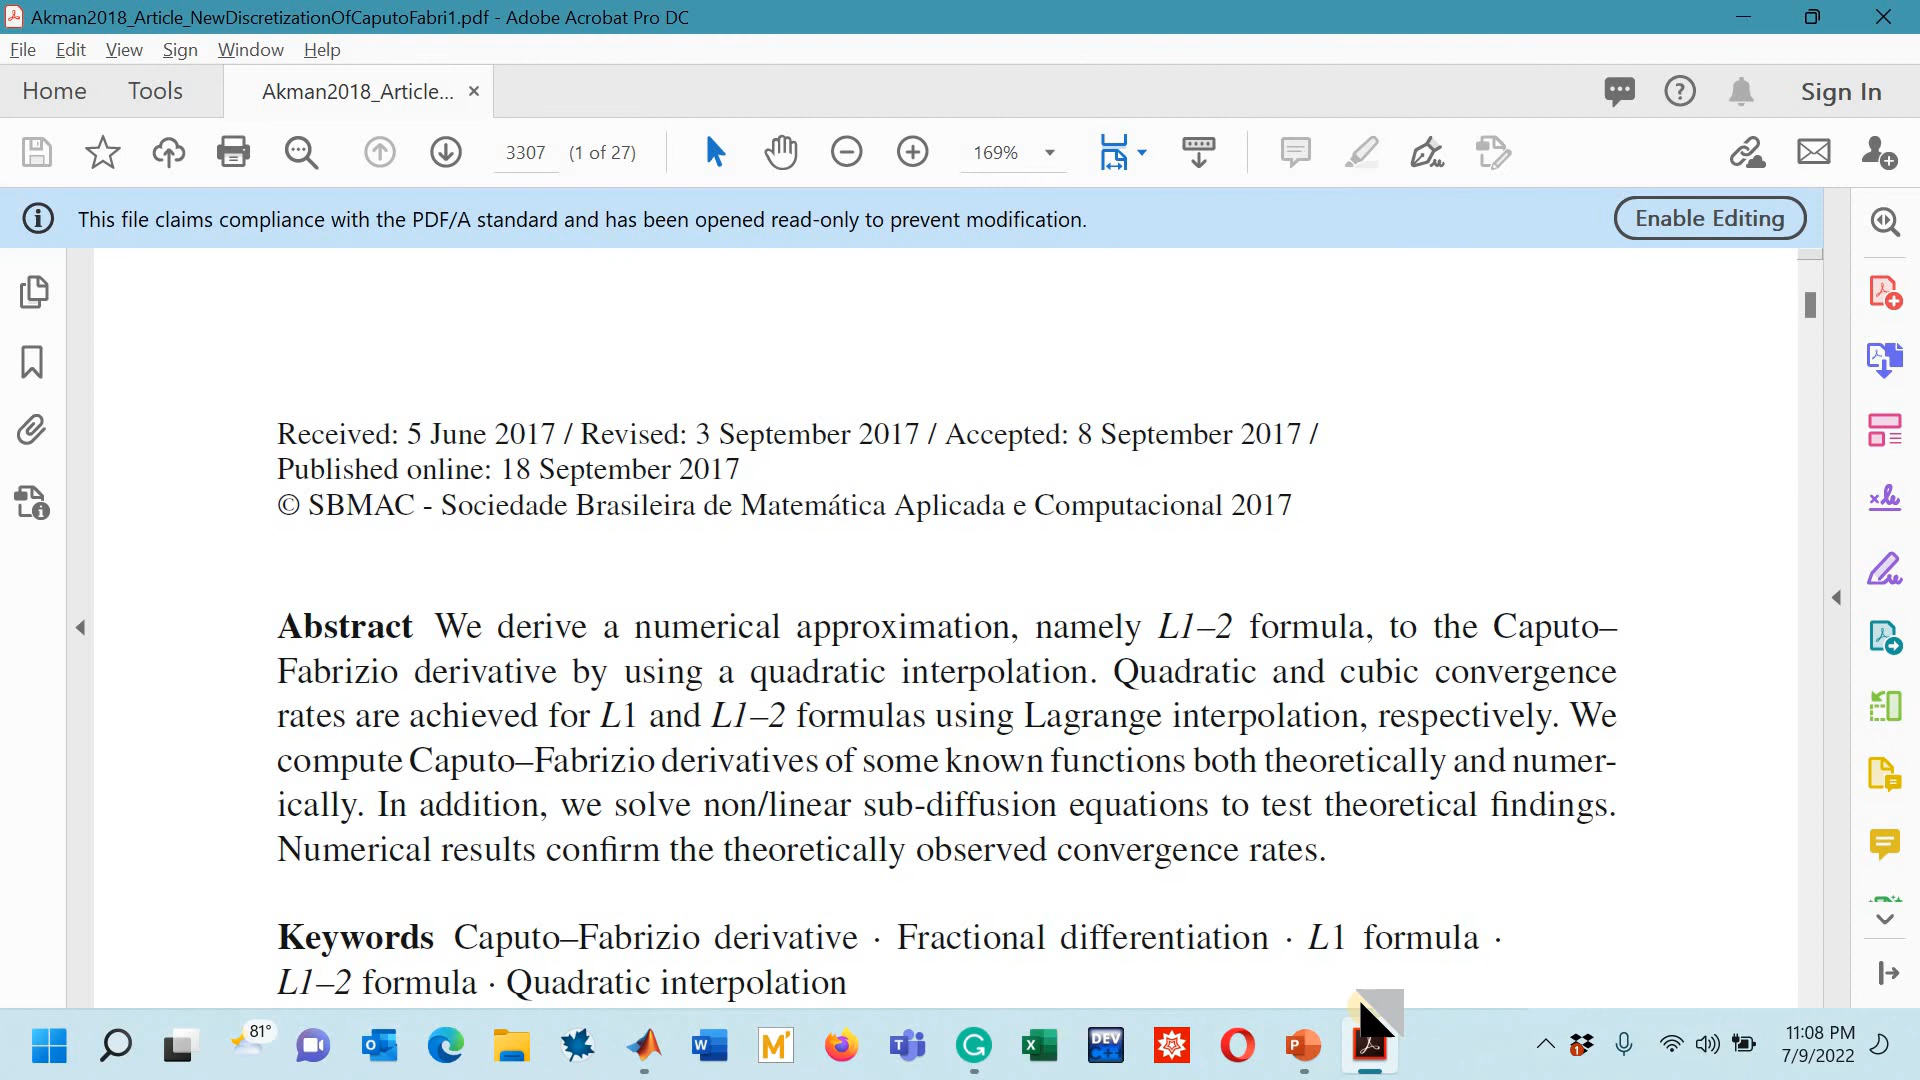 Akman2018_Article_NewDiscretizationOfCaputoFabri1.pdf - Adobe Acrobat Pro DC
File Edit View Sign Window Help
Home Tools Akman2018_Article... × Sign In
3307 (1 of 27) 169%
This file claims compliance with the PDF/A standard and has been opened read-only to prevent modification. Enable Editing
Received: 5 June 2017 / Revised: 3 September 2017 / Accepted: 8 September 2017 /
Published online: 18 September 2017
© SBMAC - Sociedade Brasileira de Matemática Aplicada e Computacional 2017
Abstract We derive a numerical approximation, namely L1–2 formula, to the Caputo–
Fabrizio derivative by using a quadratic interpolation. Quadratic and cubic convergence
rates are achieved for L1 and L1–2 formulas using Lagrange interpolation, respectively. We
compute Caputo–Fabrizio derivatives of some known functions both theoretically and numer-
ically. In addition, we solve non/linear sub-diffusion equations to test theoretical findings.
Numerical results confirm the theoretically observed convergence rates.
Keywords Caputo–Fabrizio derivative · Fractional differentiation · L1 formula ·
L1–2 formula · Quadratic interpolation
81°
DEV
C++
11:08 PM
7/9/2022